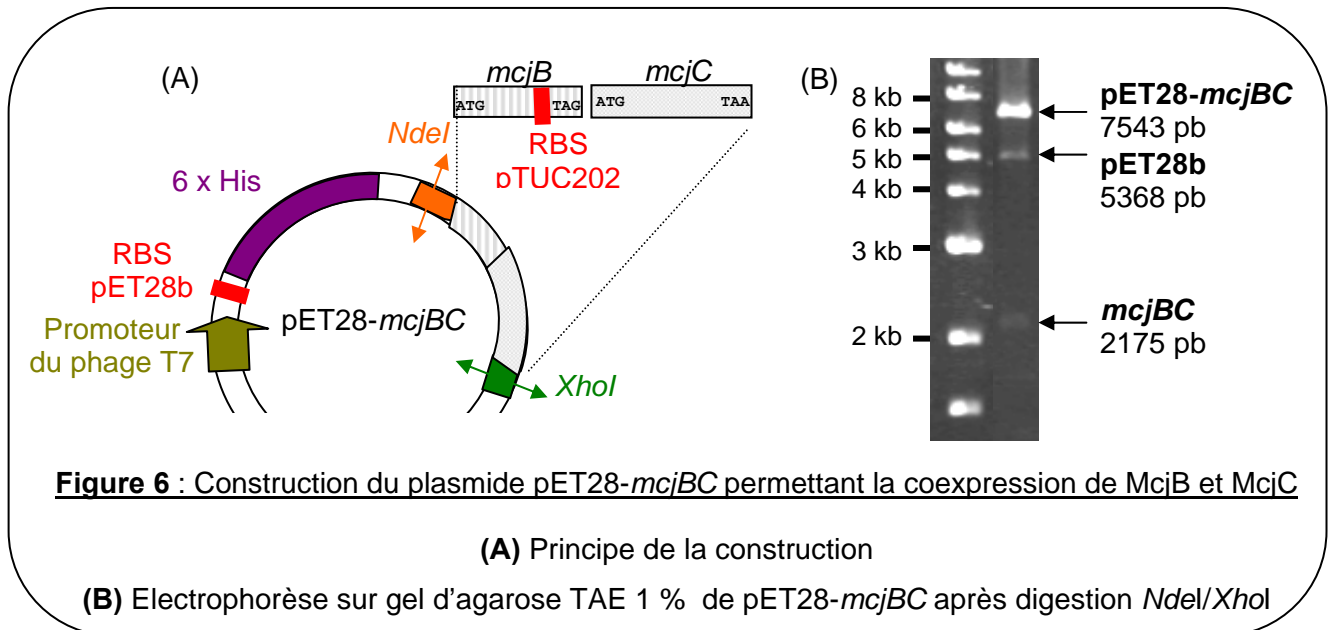 (A)
mcjB
mcjC
ATG
TAG
ATG
TAA
RBS
pTUC202
NdeI
6 x His
RBS
pET28b
Promoteur
du phage T7
pET28-mcjBC
XhoI
(B)
8 kb
6 kb
5 kb
4 kb
3 kb
2 kb
pET28-mcjBC
7543 pb
pET28b
5368 pb
mcjBC
2175 pb
Figure 6 : Construction du plasmide pET28-mcjBC permettant la coexpression de McjB et McjC
(A) Principe de la construction
(B) Electrophorèse sur gel d'agarose TAE 1 % de pET28-mcjBC après digestion NdeI/XhoI